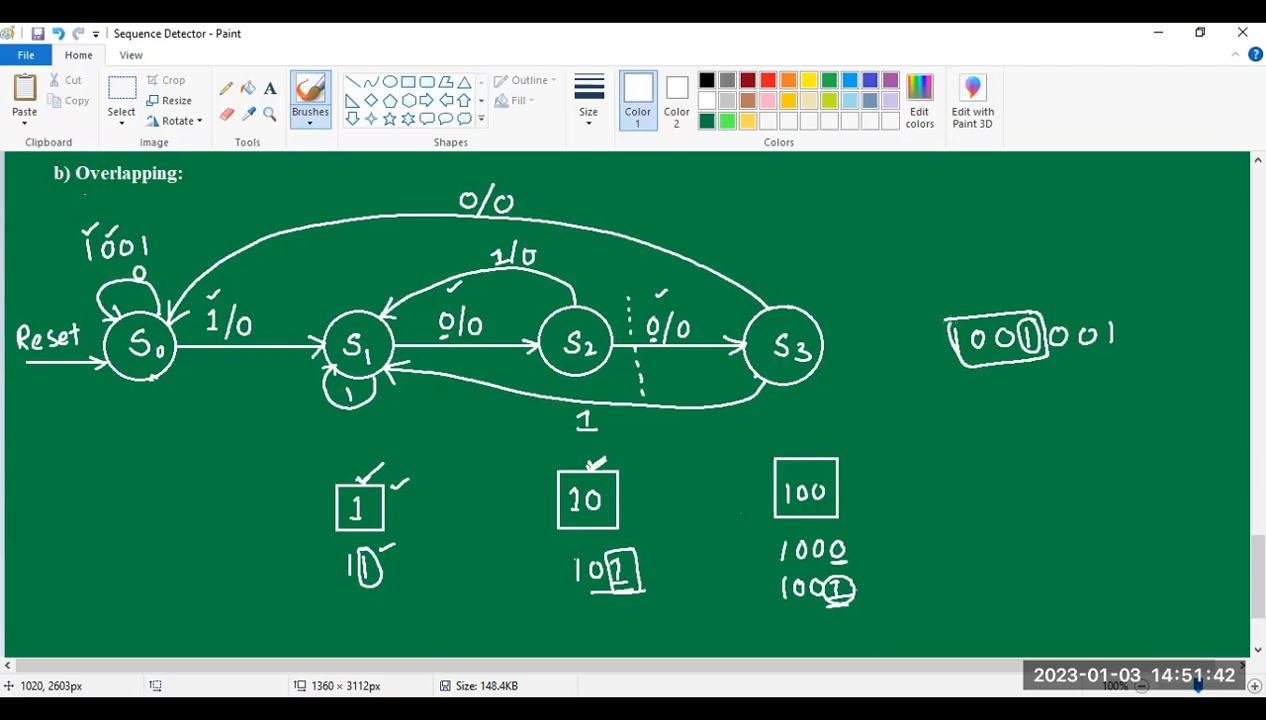 Sequence Detector - Paint
File Home View
Paste
Cut
Copy
Clipboard
Select
Crop
Resize
Rotate
Image
Tools
Brushes
Outline
Fill
Shapes
Size
Color 1
Color 2
Edit colors
Colors
Edit with Paint 3D
b) Overlapping:
0/0
1001
0
1/0
Reset
S0
1/0
S1
0/0
S2
0/0
S3
1001001
1
1
1
10
100
11
101
1000
1001
2023-01-03 14:51:42
1020, 2603px
1360 × 3112px
Size: 148.4KB
100%